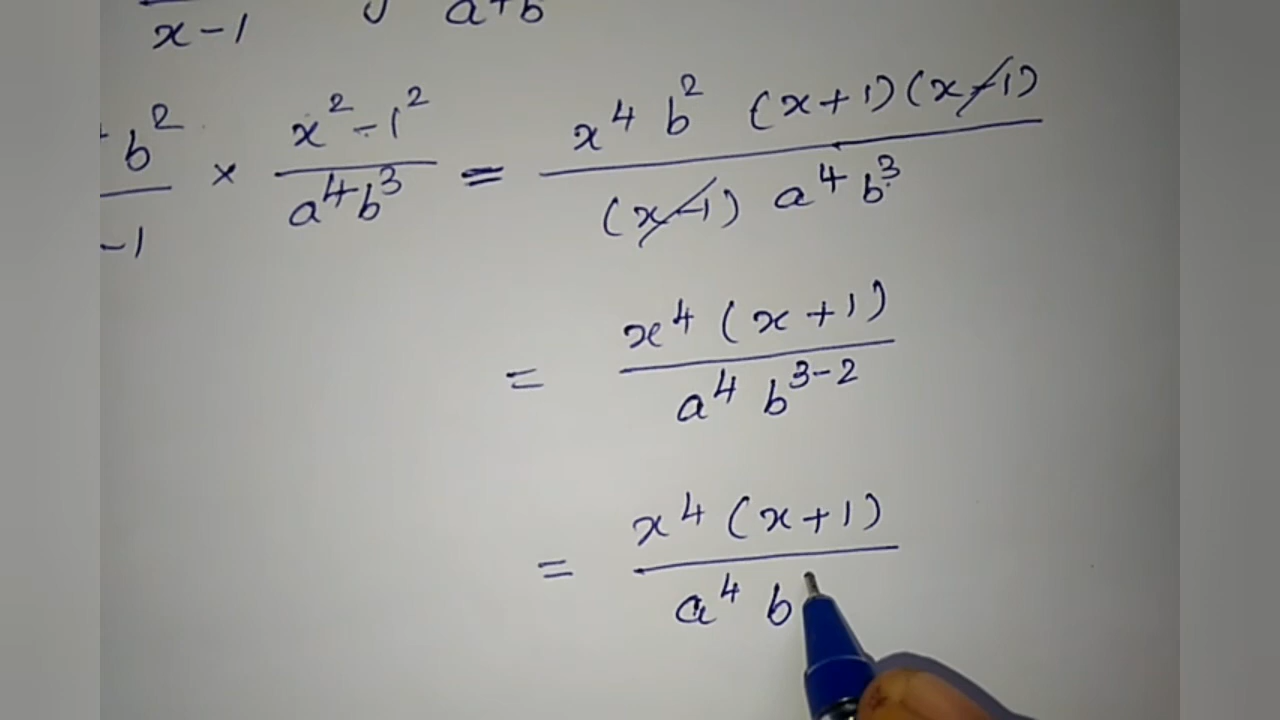 x-1 a+b
b² × x²-1² / a⁴b³ = x⁴ b² (x+1)(x-1) / (x-1) a⁴ b³
-1
= x⁴ (x+1) / a⁴ b³⁻²
= x⁴ (x+1) / a⁴ b